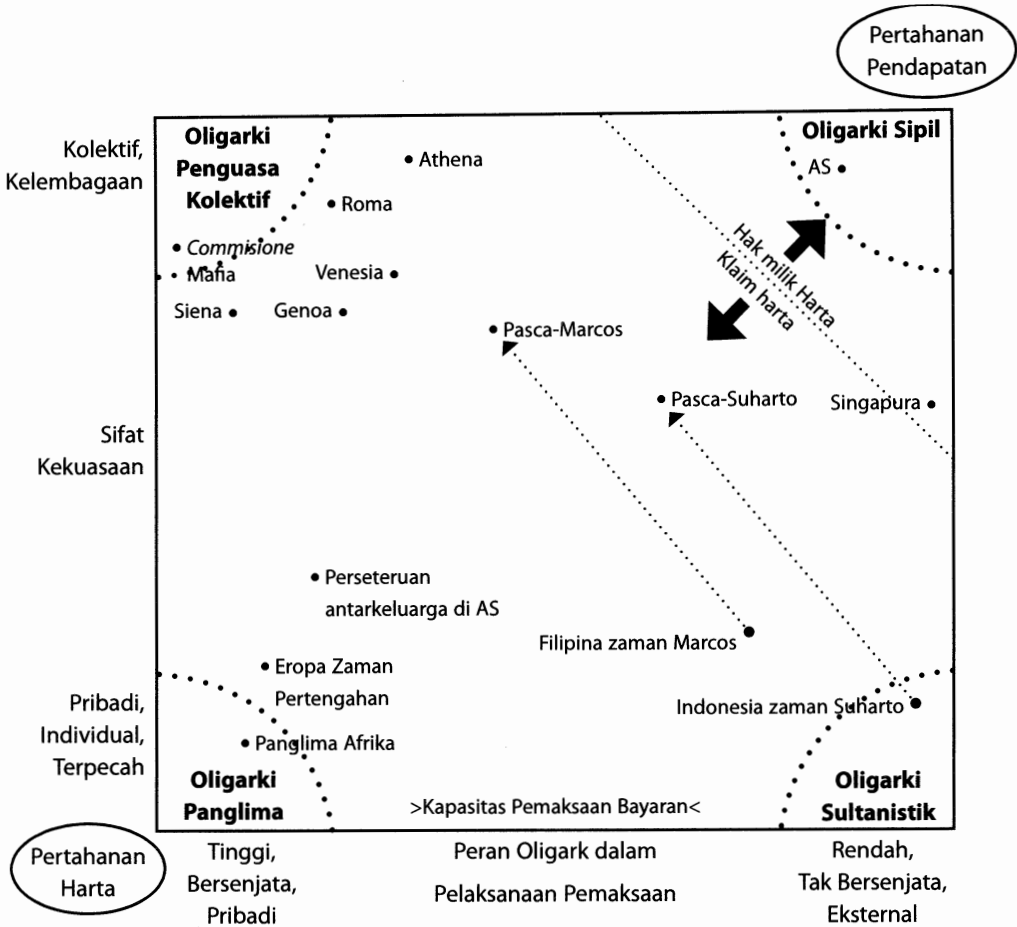 Pertahanan
Pendapatan
Kolektif,
Kelembagaan
Oligarki
Penguasa
Kolektif
Athena
Oligarki Sipil
AS
Roma
Commisione
Mafia
Venesia
Siena
Genoa
Hak milik Harta
Klaim harta
Pasca-Marcos
Pasca-Suharto
Singapura
Sifat
Kekuasaan
Perseteruan
antarkeluarga di AS
Filipina zaman Marcos
Eropa Zaman
Pertengahan
Indonesia zaman Suharto
Pribadi,
Individual,
Terpecah
Panglima Afrika
Oligarki
Panglima
>Kapasitas Pemaksaan Bayaran<
Oligarki
Sultanistik
Pertahanan
Harta
Tinggi,
Bersenjata,
Pribadi
Peran Oligark dalam
Pelaksanaan Pemaksaan
Rendah,
Tak Bersenjata,
Eksternal